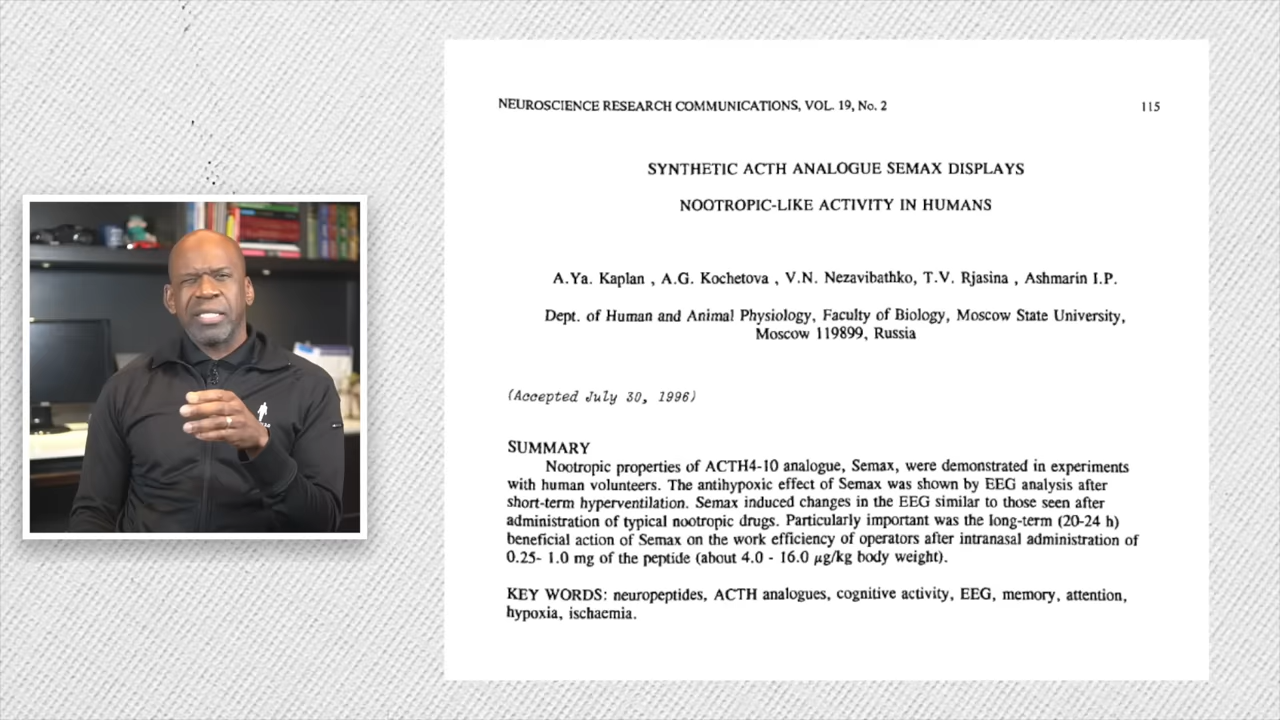 NEUROSCIENCE RESEARCH COMMUNICATIONS, VOL. 19, No. 2 115
SYNTHETIC ACTH ANALOGUE SEMAX DISPLAYS
NOOTROPIC-LIKE ACTIVITY IN HUMANS
A.Ya. Kaplan , A.G. Kochetova , V.N. Nezavibathko, T.V. Rjasina , Ashmarin I.P.
Dept. of Human and Animal Physiology, Faculty of Biology, Moscow State University,
Moscow 119899, Russia
(Accepted July 30, 1996)
SUMMARY
Nootropic properties of ACTH4-10 analogue, Semax, were demonstrated in experiments
with human volunteers. The antihypoxic effect of Semax was shown by EEG analysis after
short-term hyperventilation. Semax induced changes in the EEG similar to those seen after
administration of typical nootropic drugs. Particularly important was the long-term (20-24 h)
beneficial action of Semax on the work efficiency of operators after intranasal administration of
0.25- 1.0 mg of the peptide (about 4.0 - 16.0 μg/kg body weight).
KEY WORDS: neuropeptides, ACTH analogues, cognitive activity, EEG, memory, attention,
hypoxia, ischaemia.